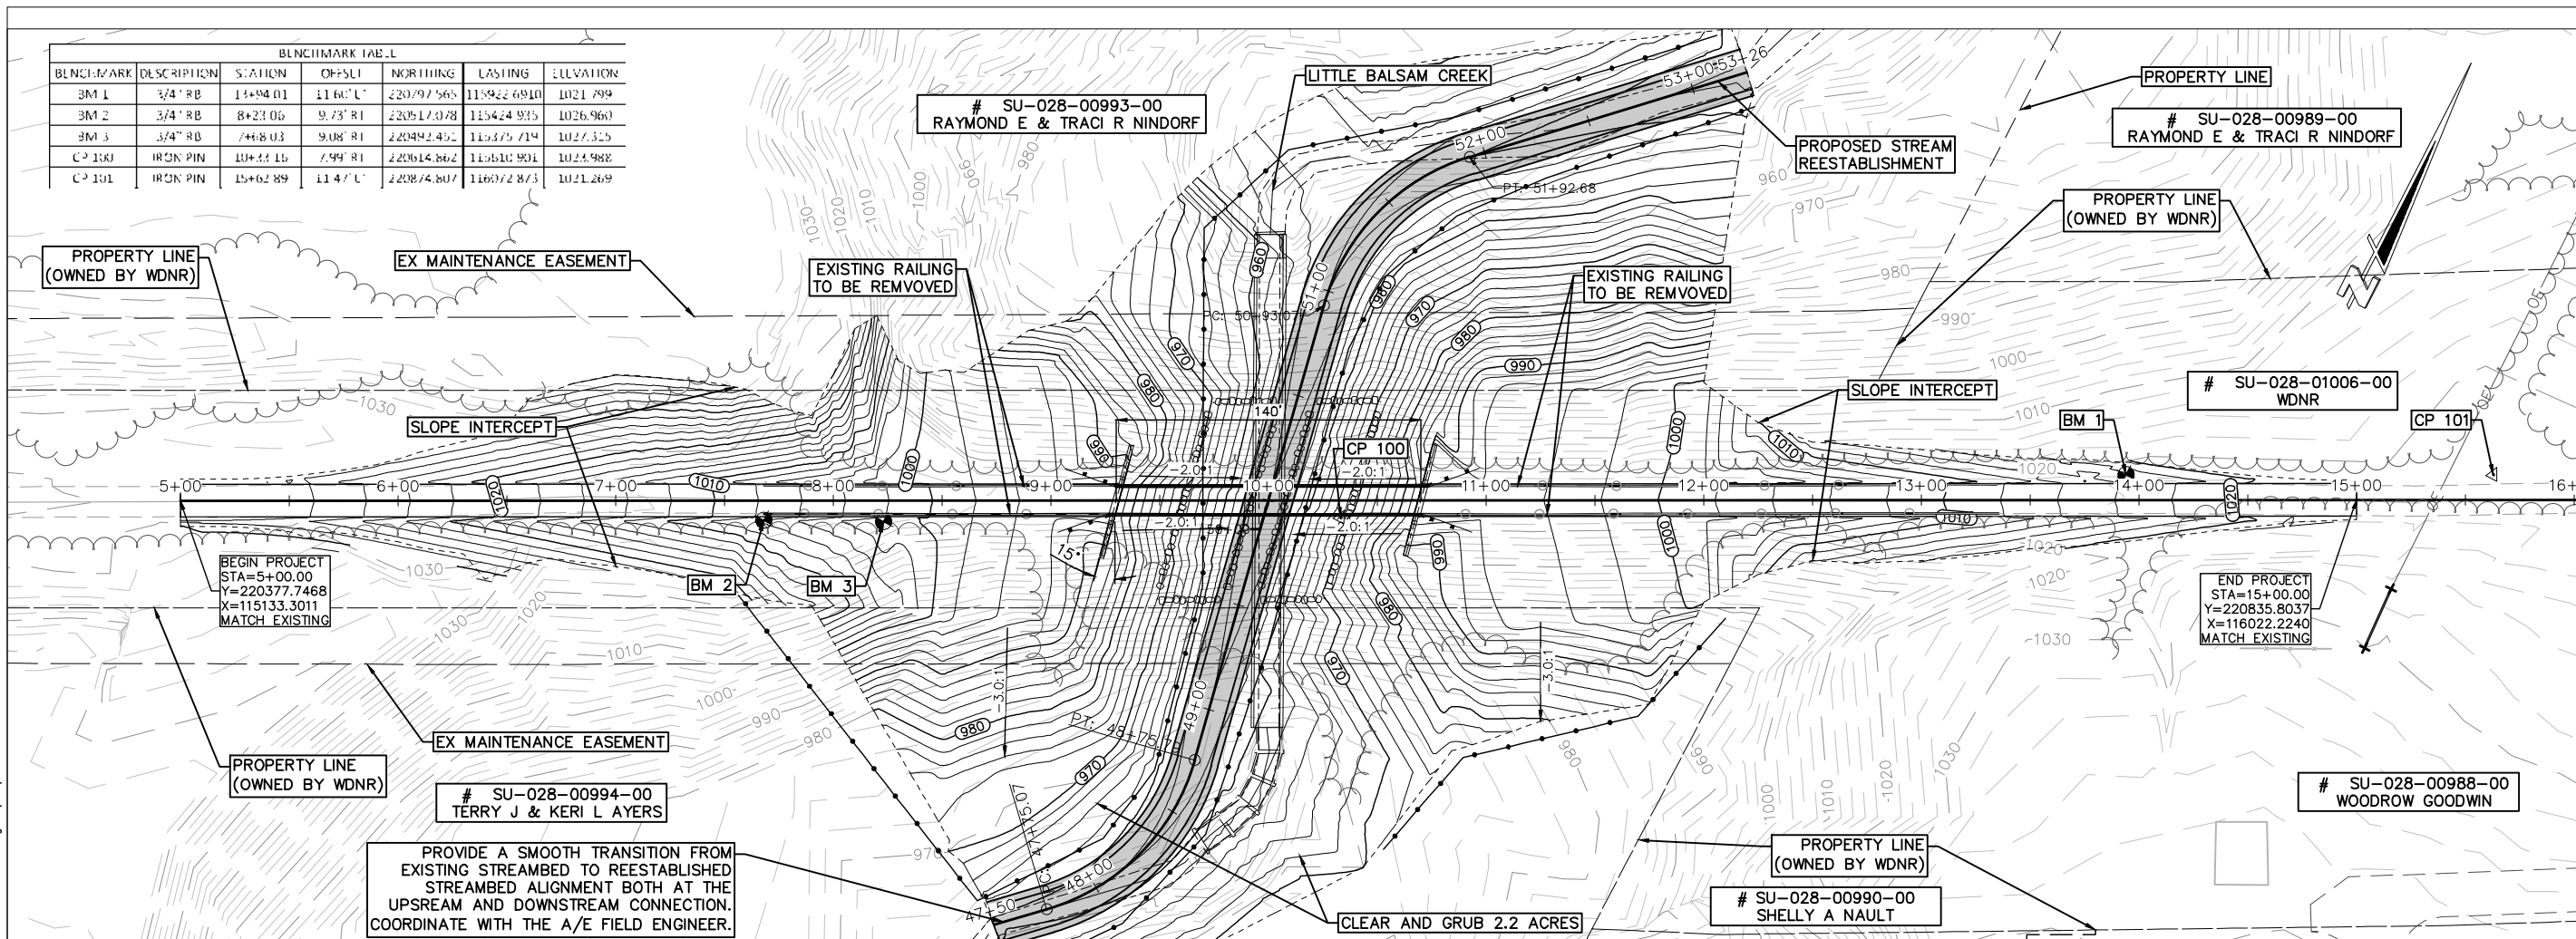 BENCHMARK TABLE
BENCHMARK DESCRIPTION STATION OFFSET NORTHING EASTING ELEVATION
BM 1 3/4" RB 13+94.01 11.60' LT 220797.565 115922.6910 1021.799
BM 2 3/4" RB 8+23.06 9.73' RT 220517.078 115424.935 1026.960
BM 3 3/4" RB 7+68.03 9.08' RT 220492.451 115375.719 1027.315
CP 100 IRON PIN 10+33.16 7.99' RT 220614.862 115610.901 1023.988
CP 101 IRON PIN 15+62.89 11.47' LT 220874.807 116072.873 1021.269
# SU-028-00993-00
RAYMOND E & TRACI R NINDORF
LITTLE BALSAM CREEK
53+00
53+26
52+00
PT: 51+92.68
PROPOSED STREAM
REESTABLISHMENT
PROPERTY LINE
# SU-028-00989-00
RAYMOND E & TRACI R NINDORF
PROPERTY LINE
(OWNED BY WDNR)
PROPERTY LINE
(OWNED BY WDNR)
EX MAINTENANCE EASEMENT
EXISTING RAILING
TO BE REMVOVED
EXISTING RAILING
TO BE REMVOVED
51+00
SLOPE INTERCEPT
SLOPE INTERCEPT
# SU-028-01006-00
WDNR
BM 1
CP 101
140'
CP 100
-2.0:1
-2.0:1
5+00
6+00
7+00
8+00
9+00
10+00
11+00
12+00
13+00
14+00
15+00
-2.0:1
-2.0:1
15°
BEGIN PROJECT
STA=5+00.00
Y=220377.7468
X=115133.3011
MATCH EXISTING
BM 2
BM 3
END PROJECT
STA=15+00.00
Y=220835.8037
X=116022.2240
MATCH EXISTING
-3.0:1
-3.0:1
49+00
EX MAINTENANCE EASEMENT
PROPERTY LINE
(OWNED BY WDNR)
# SU-028-00994-00
TERRY J & KERI L AYERS
# SU-028-00988-00
WOODROW GOODWIN
PROVIDE A SMOOTH TRANSITION FROM
EXISTING STREAMBED TO REESTABLISHED
STREAMBED ALIGNMENT BOTH AT THE
UPSREAM AND DOWNSTREAM CONNECTION.
COORDINATE WITH THE A/E FIELD ENGINEER.
48+00
47+50
CLEAR AND GRUB 2.2 ACRES
PROPERTY LINE
(OWNED BY WDNR)
# SU-028-00990-00
SHELLY A NAULT